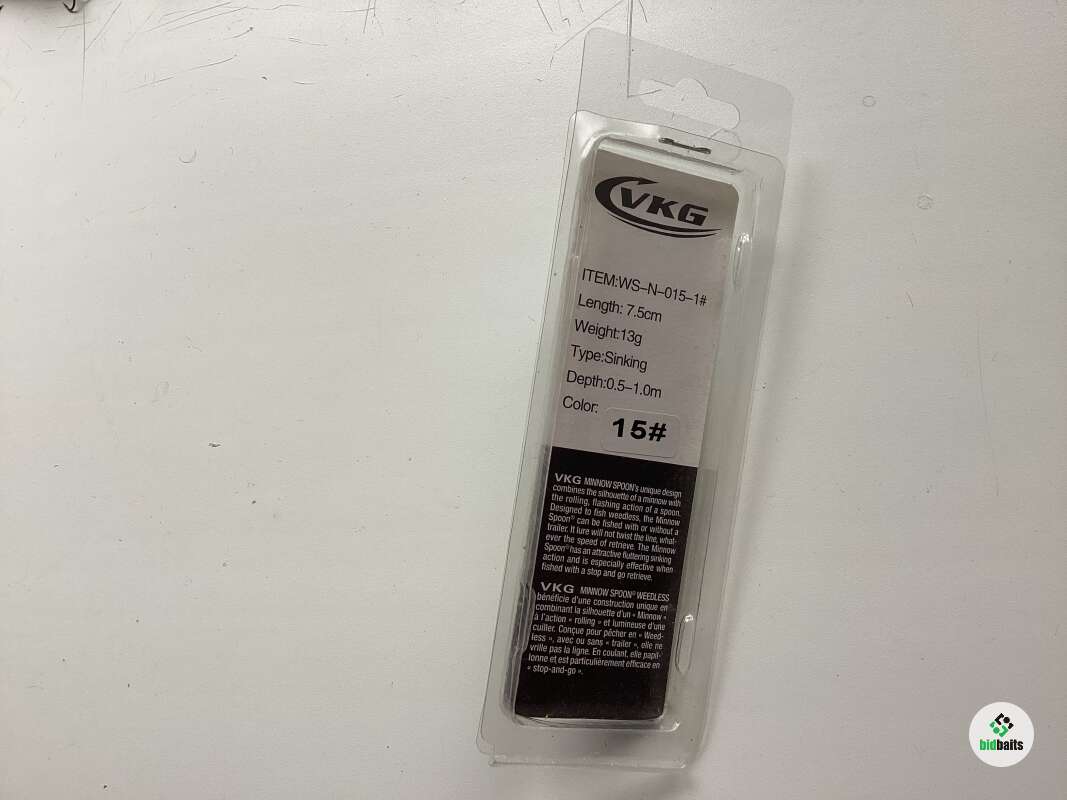 VKG
ITEM:WS–N–015–1#
Length: 7.5cm
Weight:13g
Type:Sinking
Depth:0.5–1.0m
Color:
15#
VKG MINNOW SPOON's unique design
combines the silhouette of a minnow with
the rolling, flashing action of a spoon.
Designed to fish weedless, the Minnow
Spoon® can be fished with or without a
trailer. It lure will not twist the line, what-
ever the speed of retrieve. The Minnow
Spoon® has an attractive fluttering sinking
action and is especially effective when
fished with a stop and go retrieve.
VKG MINNOW SPOON® WEEDLESS
bénéficie d'une construction unique en
combinant la silhouette d'un « Minnow »
à l'action « rolling » et lumineuse d'une
cuiller. Conçue pour pêcher en « Weed-
less », avec ou sans « trailer », elle ne
vrille pas la ligne. En coulant, elle papil-
lonne et est particulièrement efficace en
« stop-and-go ».
bidbaits